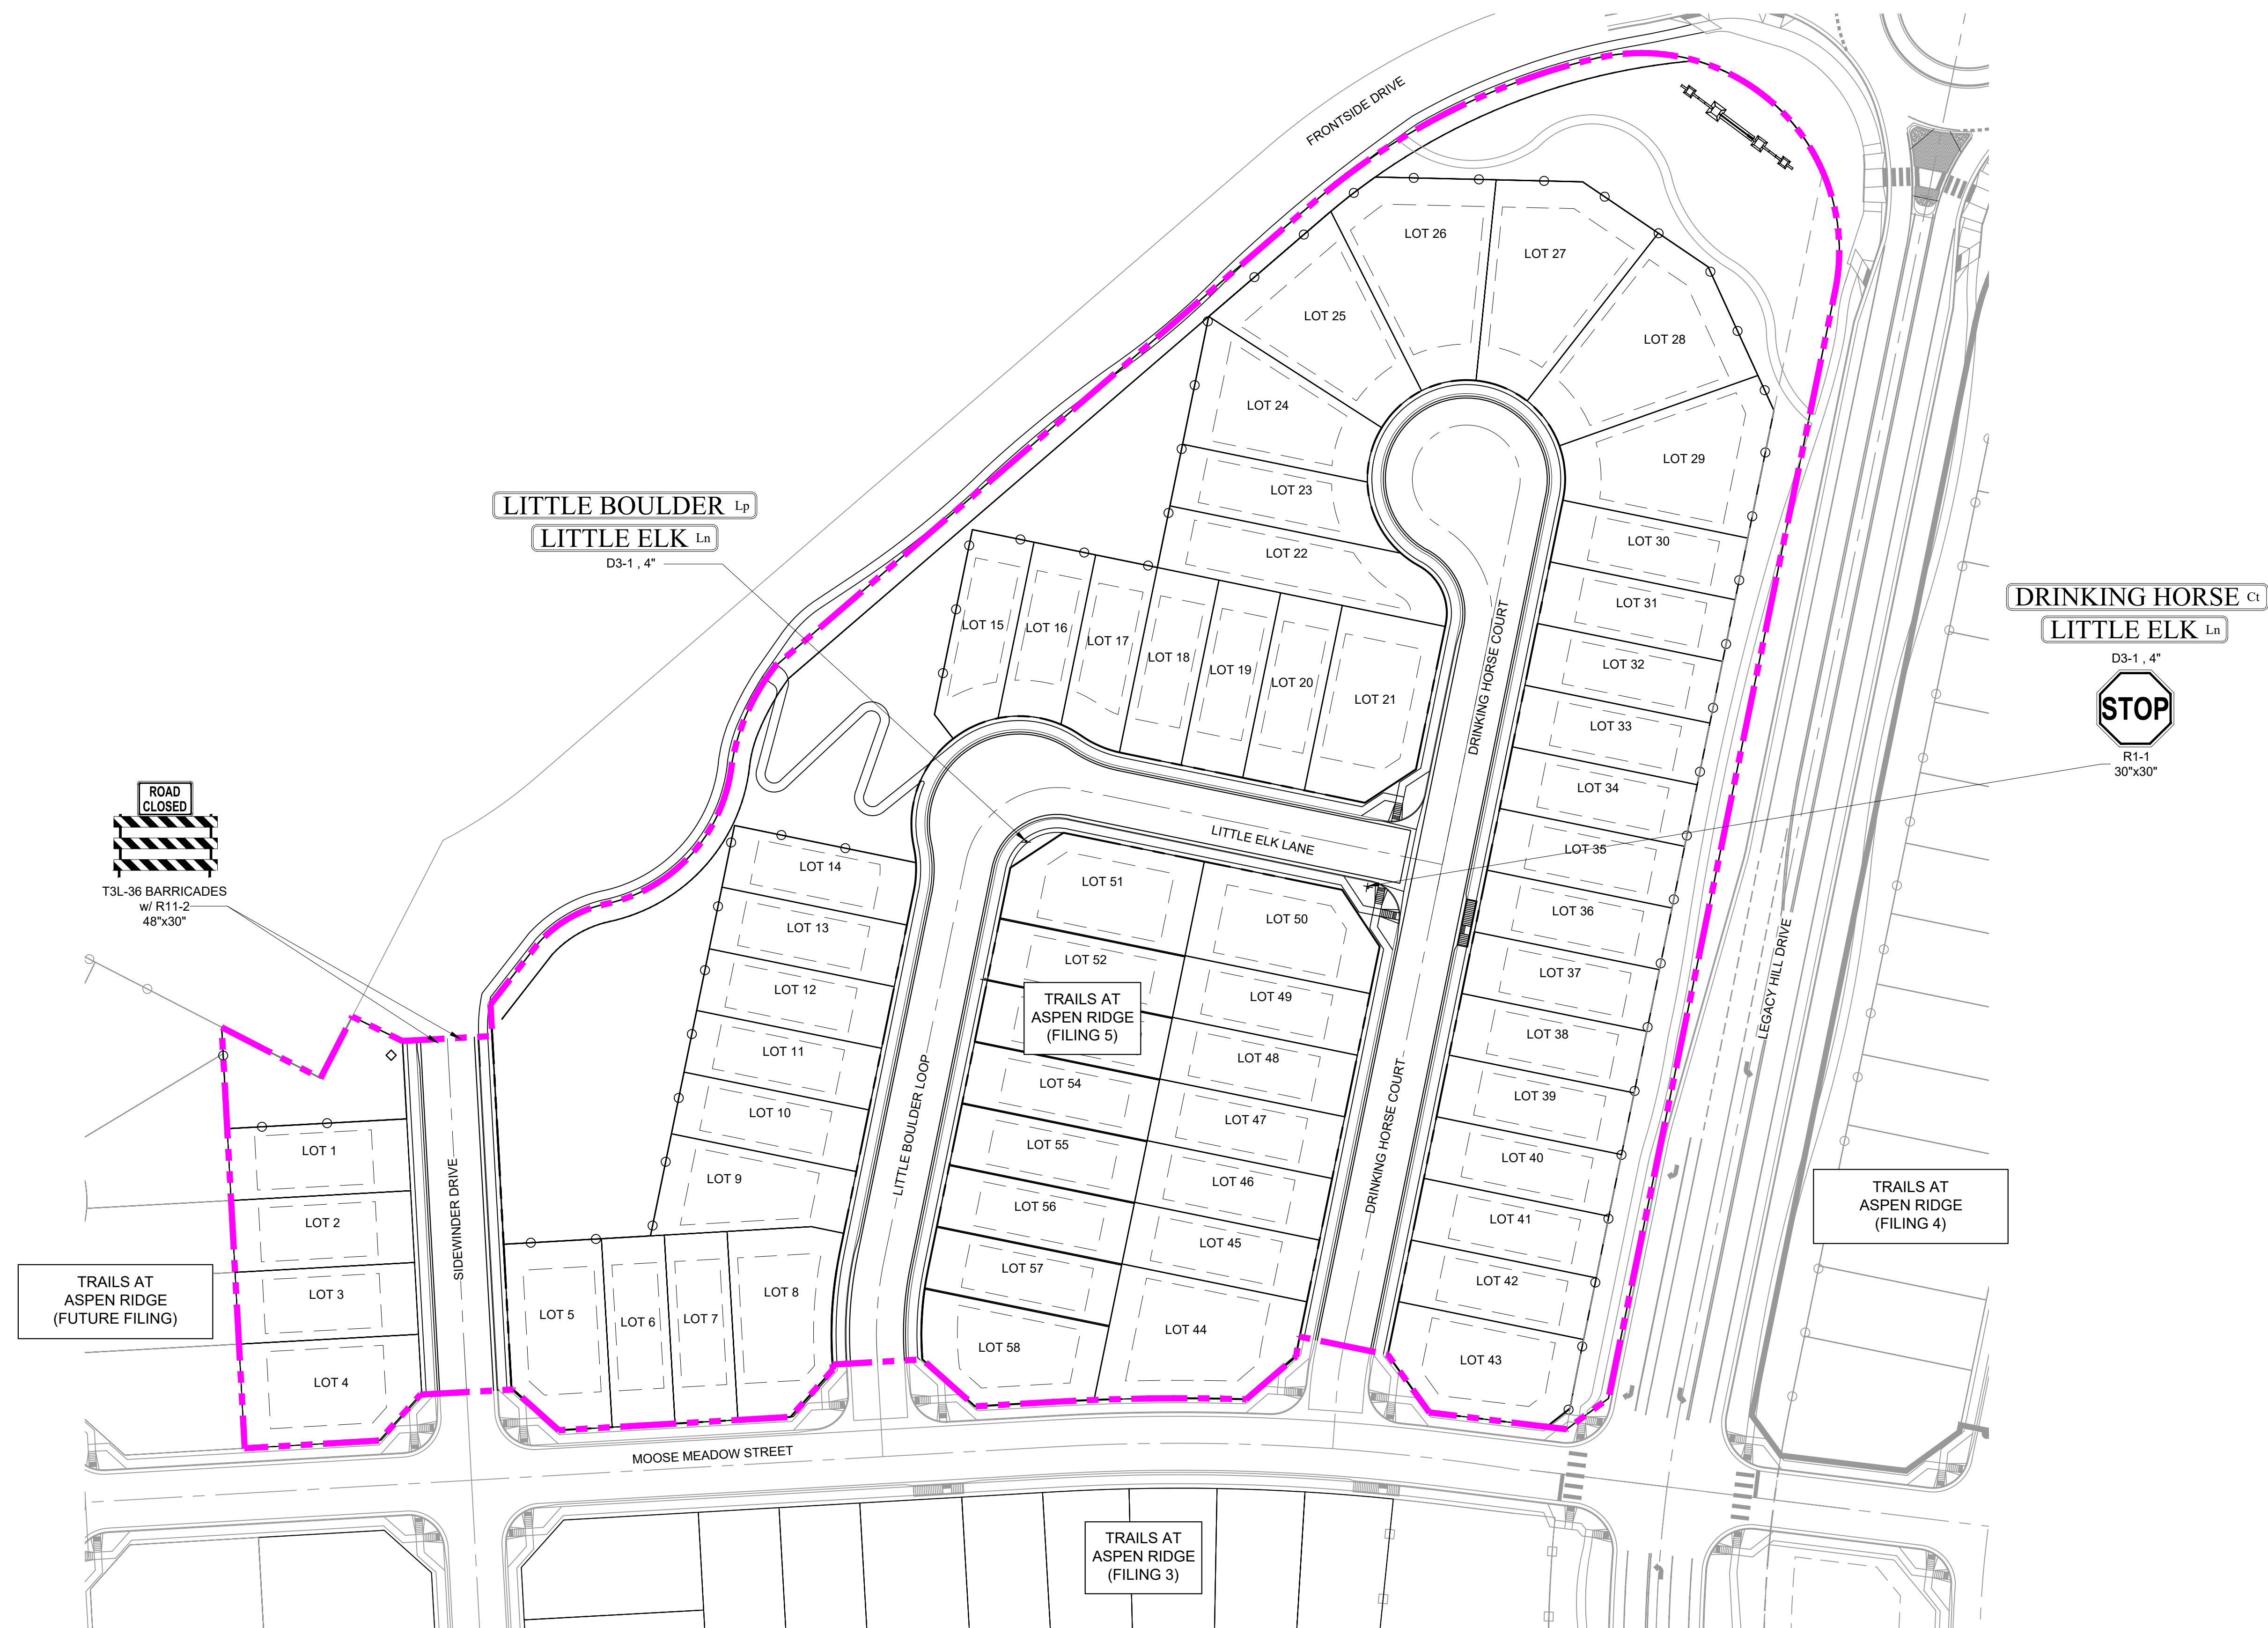 FRONTSIDE DRIVE
LOT 26
LOT 27
LOT 25
LOT 28
LOT 24
LOT 29
LOT 23
LITTLE BOULDER Lp
LITTLE ELK Ln
D3-1 , 4"
LOT 22
LOT 30
LOT 31
LOT 15
LOT 16
LOT 17
LOT 18
LOT 19
LOT 20
LOT 21
DRINKING HORSE COURT
LOT 32
LOT 33
LOT 34
DRINKING HORSE Ct
LITTLE ELK Ln
D3-1 , 4"
STOP
R1-1
30"x30"
ROAD
CLOSED
T3L-36 BARRICADES
w/ R11-2
48"x30"
LITTLE ELK LANE
LOT 35
LOT 14
LOT 51
LOT 50
LOT 36
LOT 13
LOT 52
LOT 37
LOT 12
TRAILS AT
ASPEN RIDGE
(FILING 5)
LOT 49
LEGACY HILL DRIVE
LOT 38
LOT 11
LOT 48
LOT 54
LOT 39
LOT 10
LOT 47
LITTLE BOULDER LOOP
DRINKING HORSE COURT
LOT 1
LOT 55
LOT 40
LOT 9
LOT 46
LOT 2
SIDEWINDER DRIVE
LOT 56
LOT 41
LOT 45
TRAILS AT
ASPEN RIDGE
(FILING 4)
TRAILS AT
ASPEN RIDGE
(FUTURE FILING)
LOT 3
LOT 57
LOT 42
LOT 5
LOT 6
LOT 7
LOT 8
LOT 44
LOT 58
LOT 43
LOT 4
MOOSE MEADOW STREET
TRAILS AT
ASPEN RIDGE
(FILING 3)